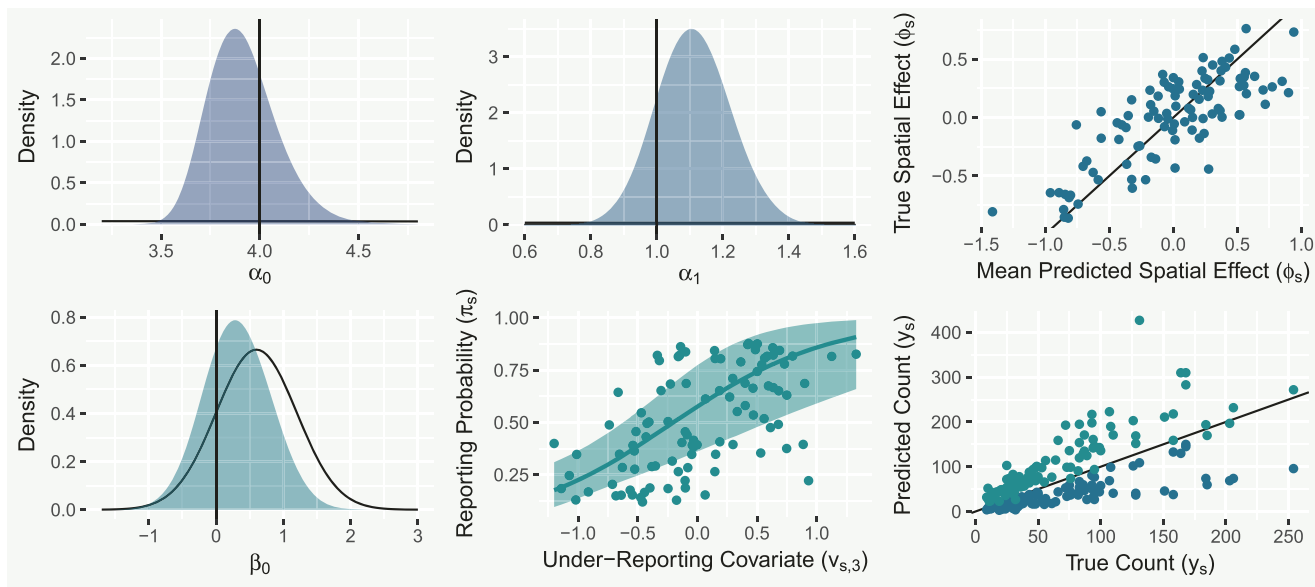 Density
2.0
1.5
1.0
0.5
0.0
3.5 4.0 4.5
α₀
Density
3
2
1
0
0.6 0.8 1.0 1.2 1.4 1.6
α₁
True Spatial Effect (ϕₛ)
0.5
0.0
−0.5
−1.5 −1.0 −0.5 0.0 0.5 1.0
Mean Predicted Spatial Effect (ϕₛ)
Density
0.8
0.6
0.4
0.2
0.0
−1 0 1 2 3
β₀
Reporting Probability (πₛ)
1.00
0.75
0.50
0.25
−1.0 −0.5 0.0 0.5 1.0
Under−Reporting Covariate (vₛ,₃)
Predicted Count (yₛ)
400
300
200
100
0
0 50 100 150 200 250
True Count (yₛ)